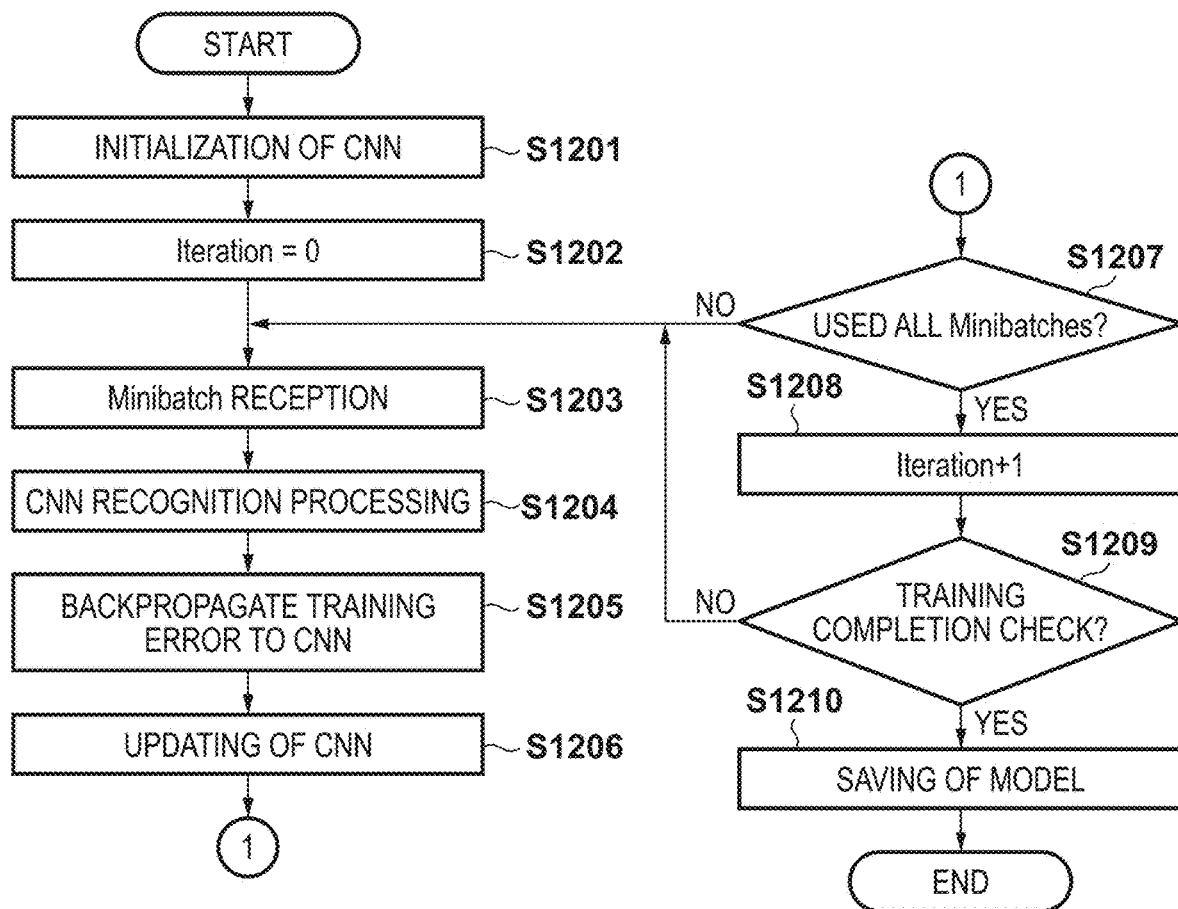 START
INITIALIZATION OF CNN
S1201
Iteration = 0
S1202
Minibatch RECEPTION
S1203
CNN RECOGNITION PROCESSING
S1204
BACKPROPAGATE TRAINING
ERROR TO CNN
S1205
UPDATING OF CNN
S1206
1
1
S1207
USED ALL Minibatches?
NO
YES
S1208
Iteration+1
S1209
TRAINING
COMPLETION CHECK?
NO
YES
S1210
SAVING OF MODEL
END